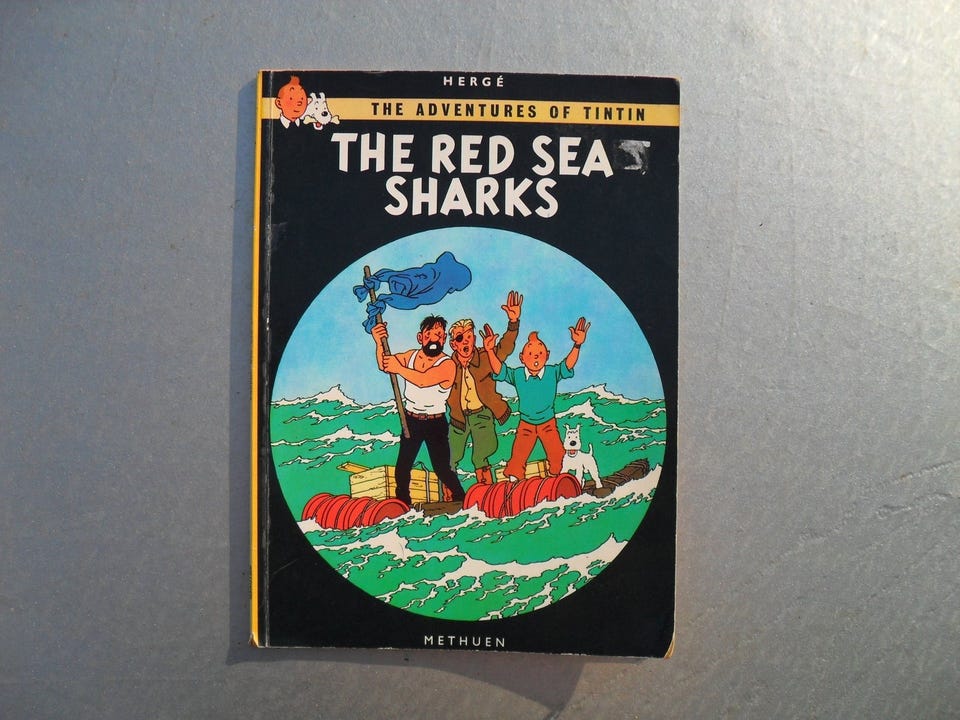 HERGÉ
THE ADVENTURES OF TINTIN
THE RED SEA
SHARKS
METHUEN